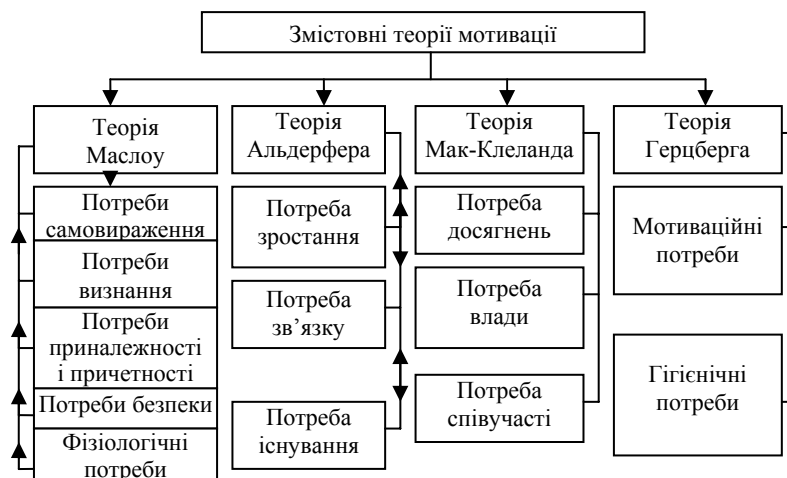 Змістовні теорії мотивації
Теорія
Маслоу
Потреби
самовираження
Потреби
визнання
Потреби
приналежності
і причетності
Потреби безпеки
Фізіологічні
потреби
Теорія
Альдерфера
Потреба
зростання
Потреба
зв’язку
Потреба
існування
Теорія
Мак-Клеланда
Потреба
досягнень
Потреба
влади
Потреба
співучасті
Теорія
Герцберга
Мотиваційні
потреби
Гігієнічні
потреби